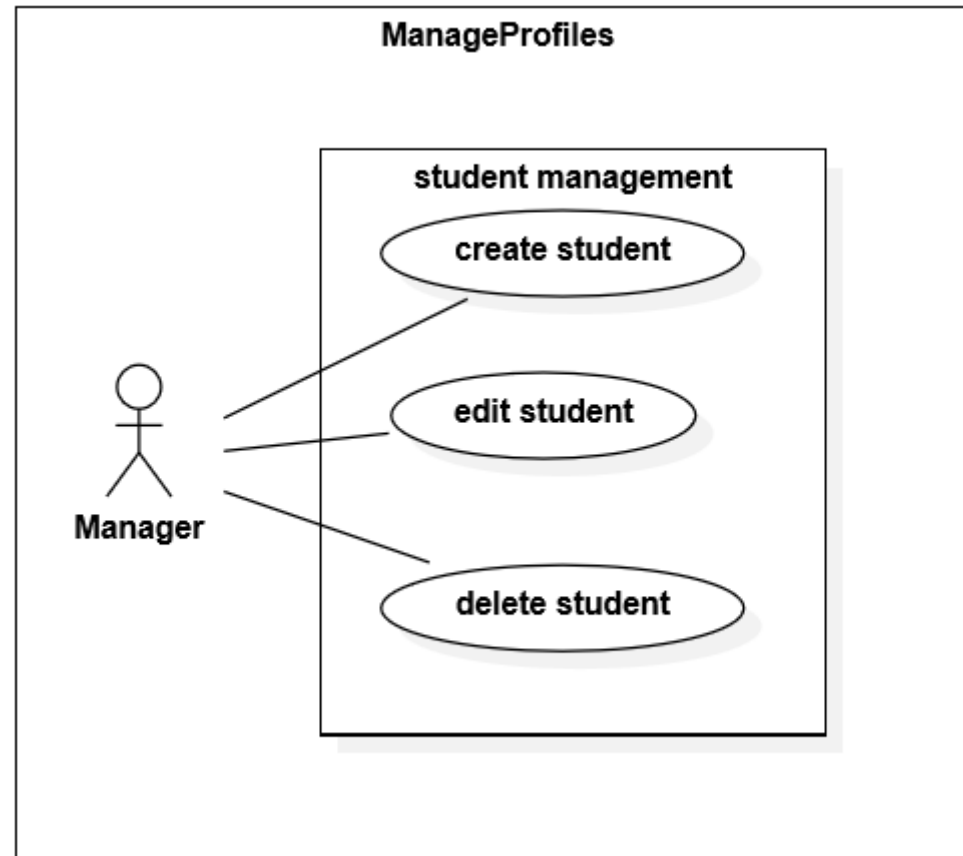 ManageProfiles
student management
create student
edit student
Manager
delete student